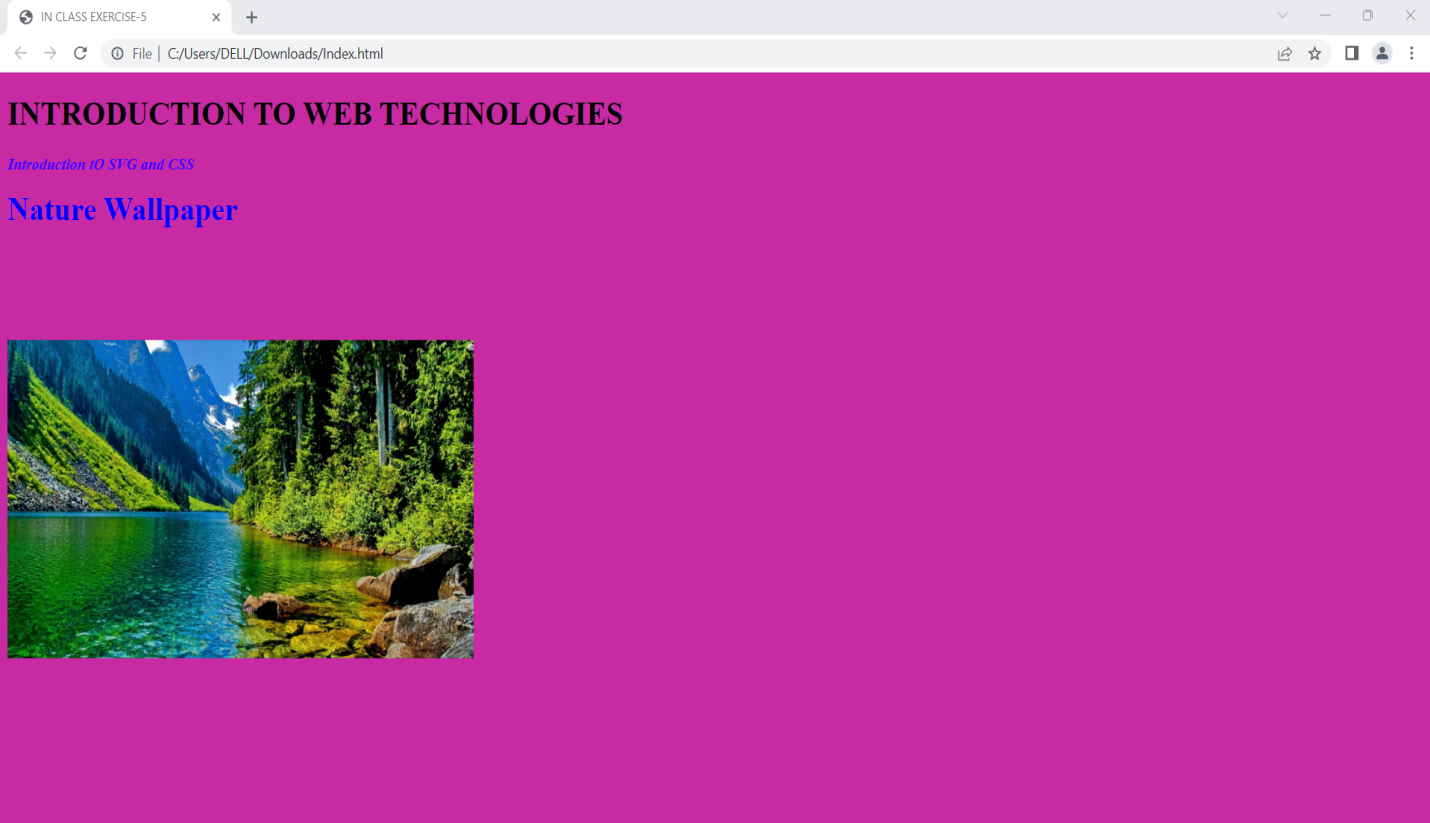 IN CLASS EXERCISE-5
File | C:/Users/DELL/Downloads/Index.html
INTRODUCTION TO WEB TECHNOLOGIES
Introduction tO SVG and CSS
Nature Wallpaper